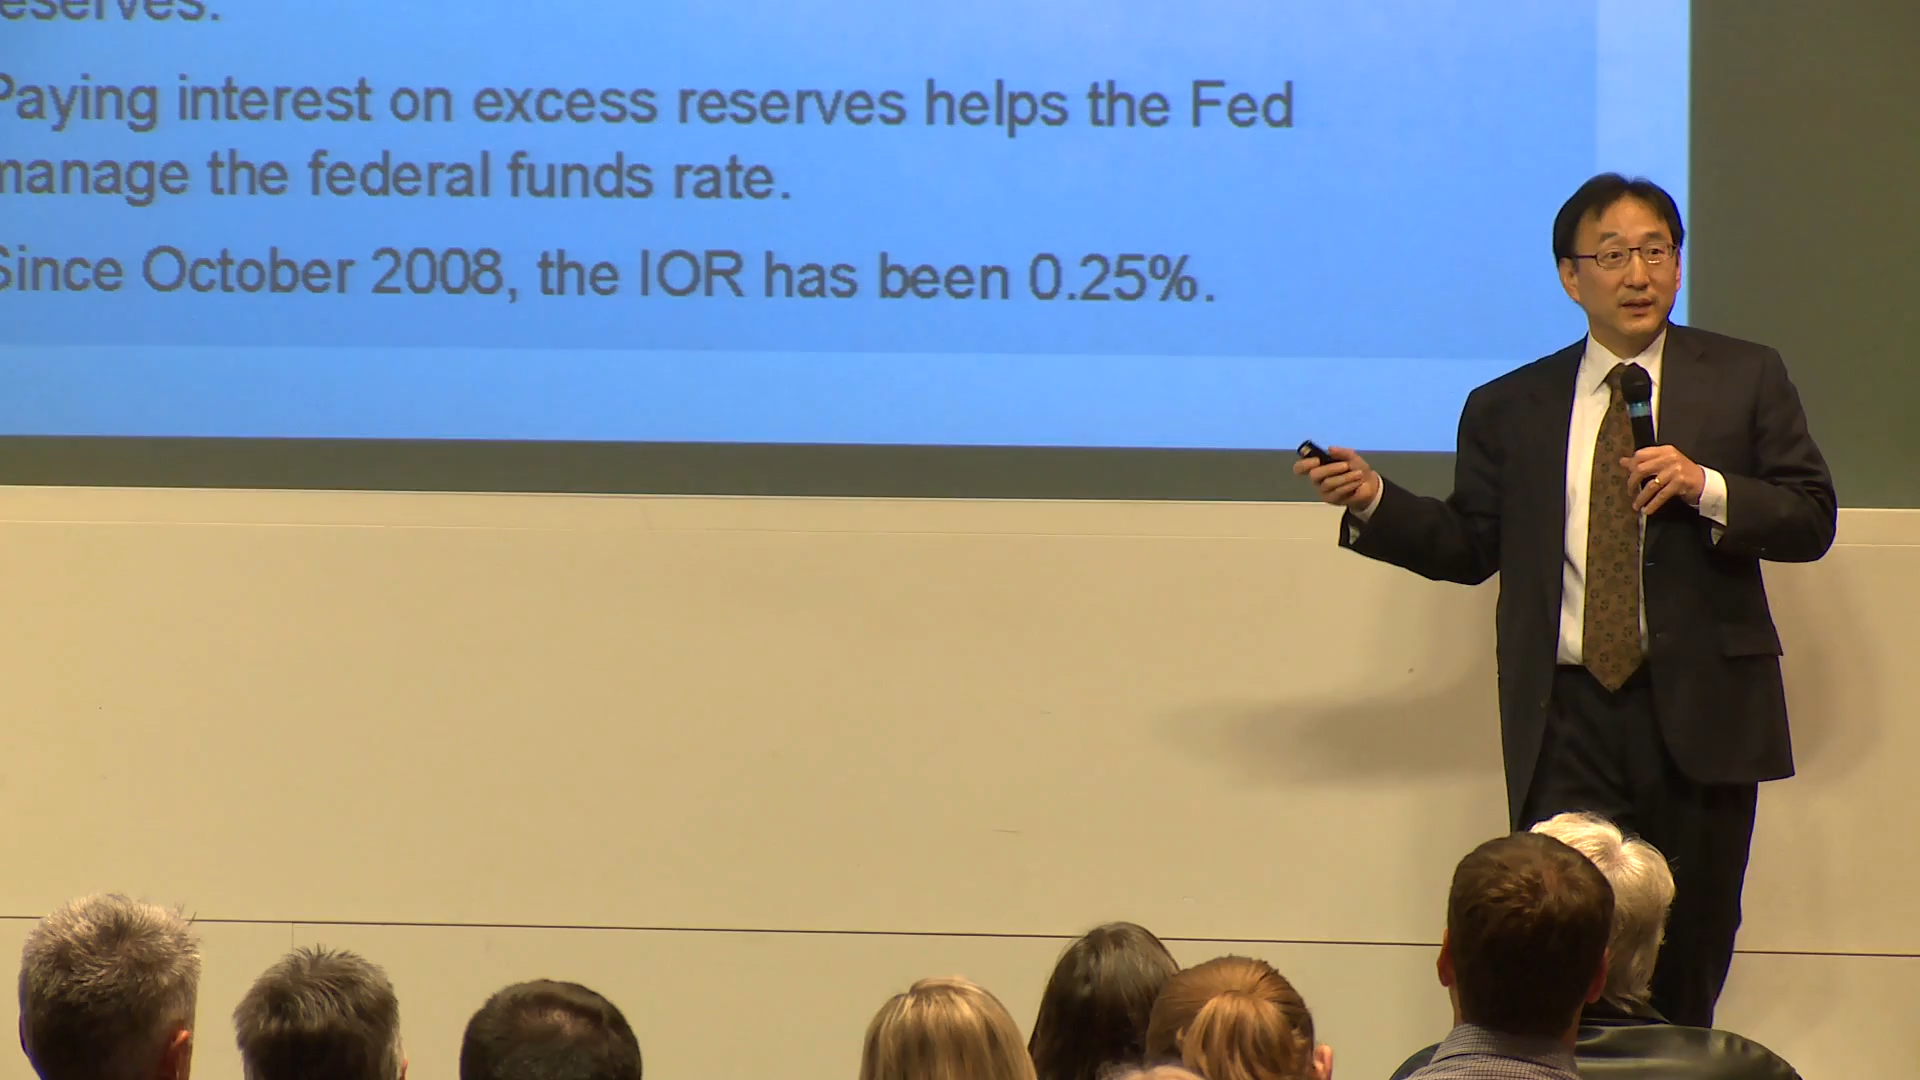 eserves.
Paying interest on excess reserves helps the Fed
manage the federal funds rate.
Since October 2008, the IOR has been 0.25%.